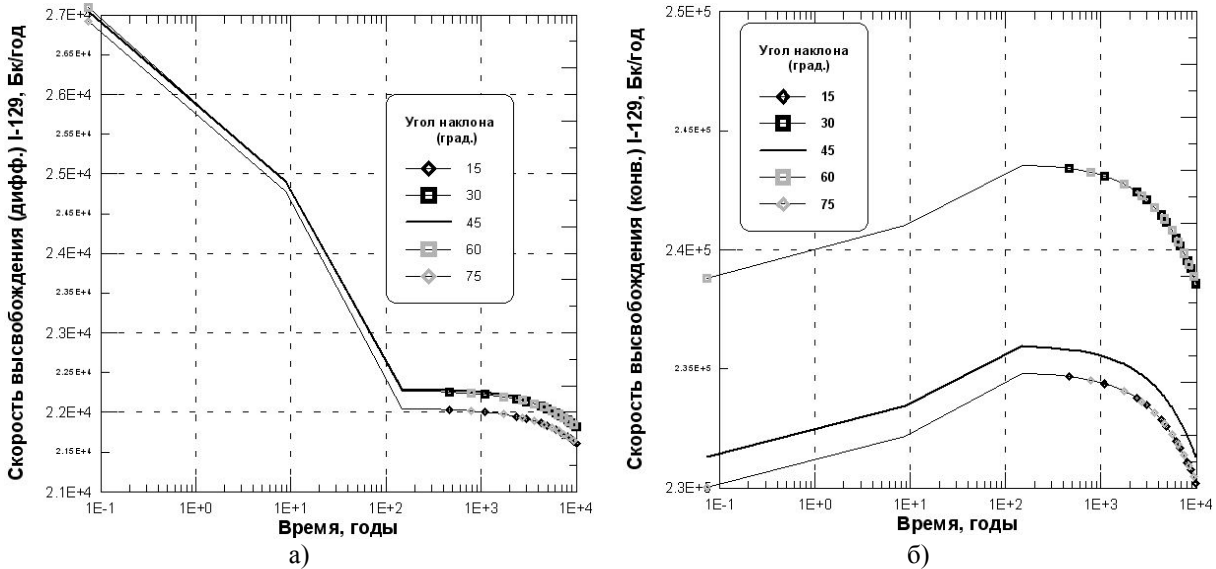 Скорость высвобождения (дифф.) I-129, Бк/год
2.7E+4
2.65E+4
2.6E+4
2.55E+4
2.5E+4
2.45E+4
2.4E+4
2.35E+4
2.3E+4
2.25E+4
2.2E+4
2.15E+4
2.1E+4
Угол наклона
(град.)
15
30
45
60
75
1E-1 1E+0 1E+1 1E+2 1E+3 1E+4
Время, годы
а)
Скорость высвобождения (конв.) I-129, Бк/год
2.5E+5
2.45E+5
2.4E+5
2.35E+5
2.3E+5
Угол наклона
(град.)
15
30
45
60
75
1E-1 1E+0 1E+1 1E+2 1E+3 1E+4
Время, годы
б)